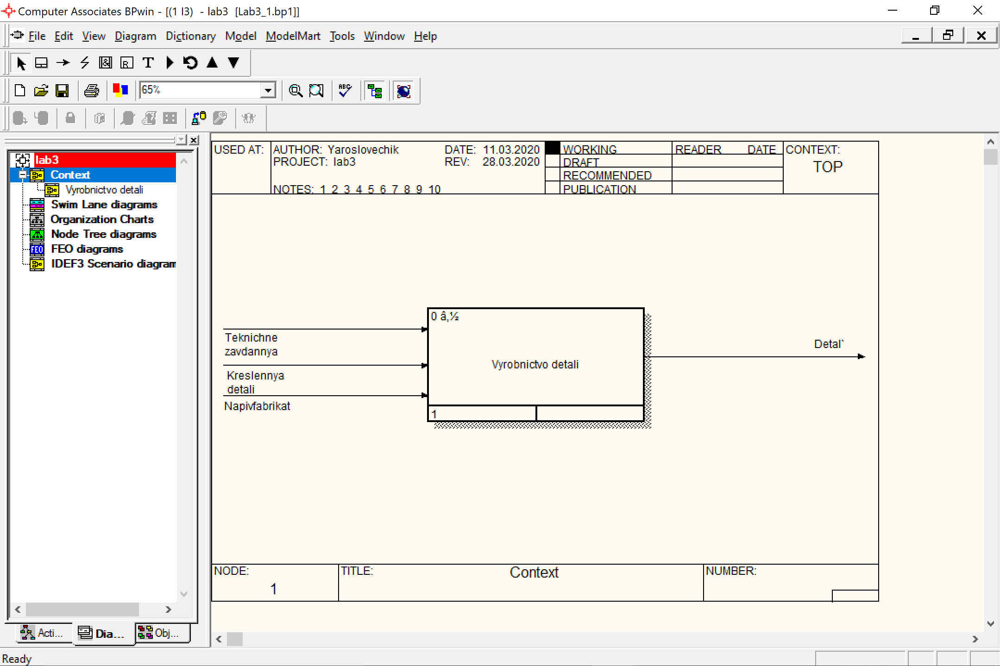 Computer Associates BPwin - [(1 I3)  - lab3  [Lab3_1.bp1]]
File Edit View Diagram Dictionary Model ModelMart Tools Window Help
65%
ABC
lab3
Context
Vyrobnictvo detali
Swim Lane diagrams
Organization Charts
Node Tree diagrams
FEO diagrams
IDEF3 Scenario diagram
Acti... Dia... Obj...
USED AT: AUTHOR: Yaroslovechik DATE: 11.03.2020 WORKING READER DATE CONTEXT:
PROJECT: lab3 REV: 28.03.2020 DRAFT TOP
RECOMMENDED
NOTES: 1 2 3 4 5 6 7 8 9 10 PUBLICATION
0 â‚½
Teknichne
zavdannya
Kreslennya
detali
Napivfabrikat
Vyrobnictvo detali
1
Detal`
NODE: TITLE: Context NUMBER:
1
Ready